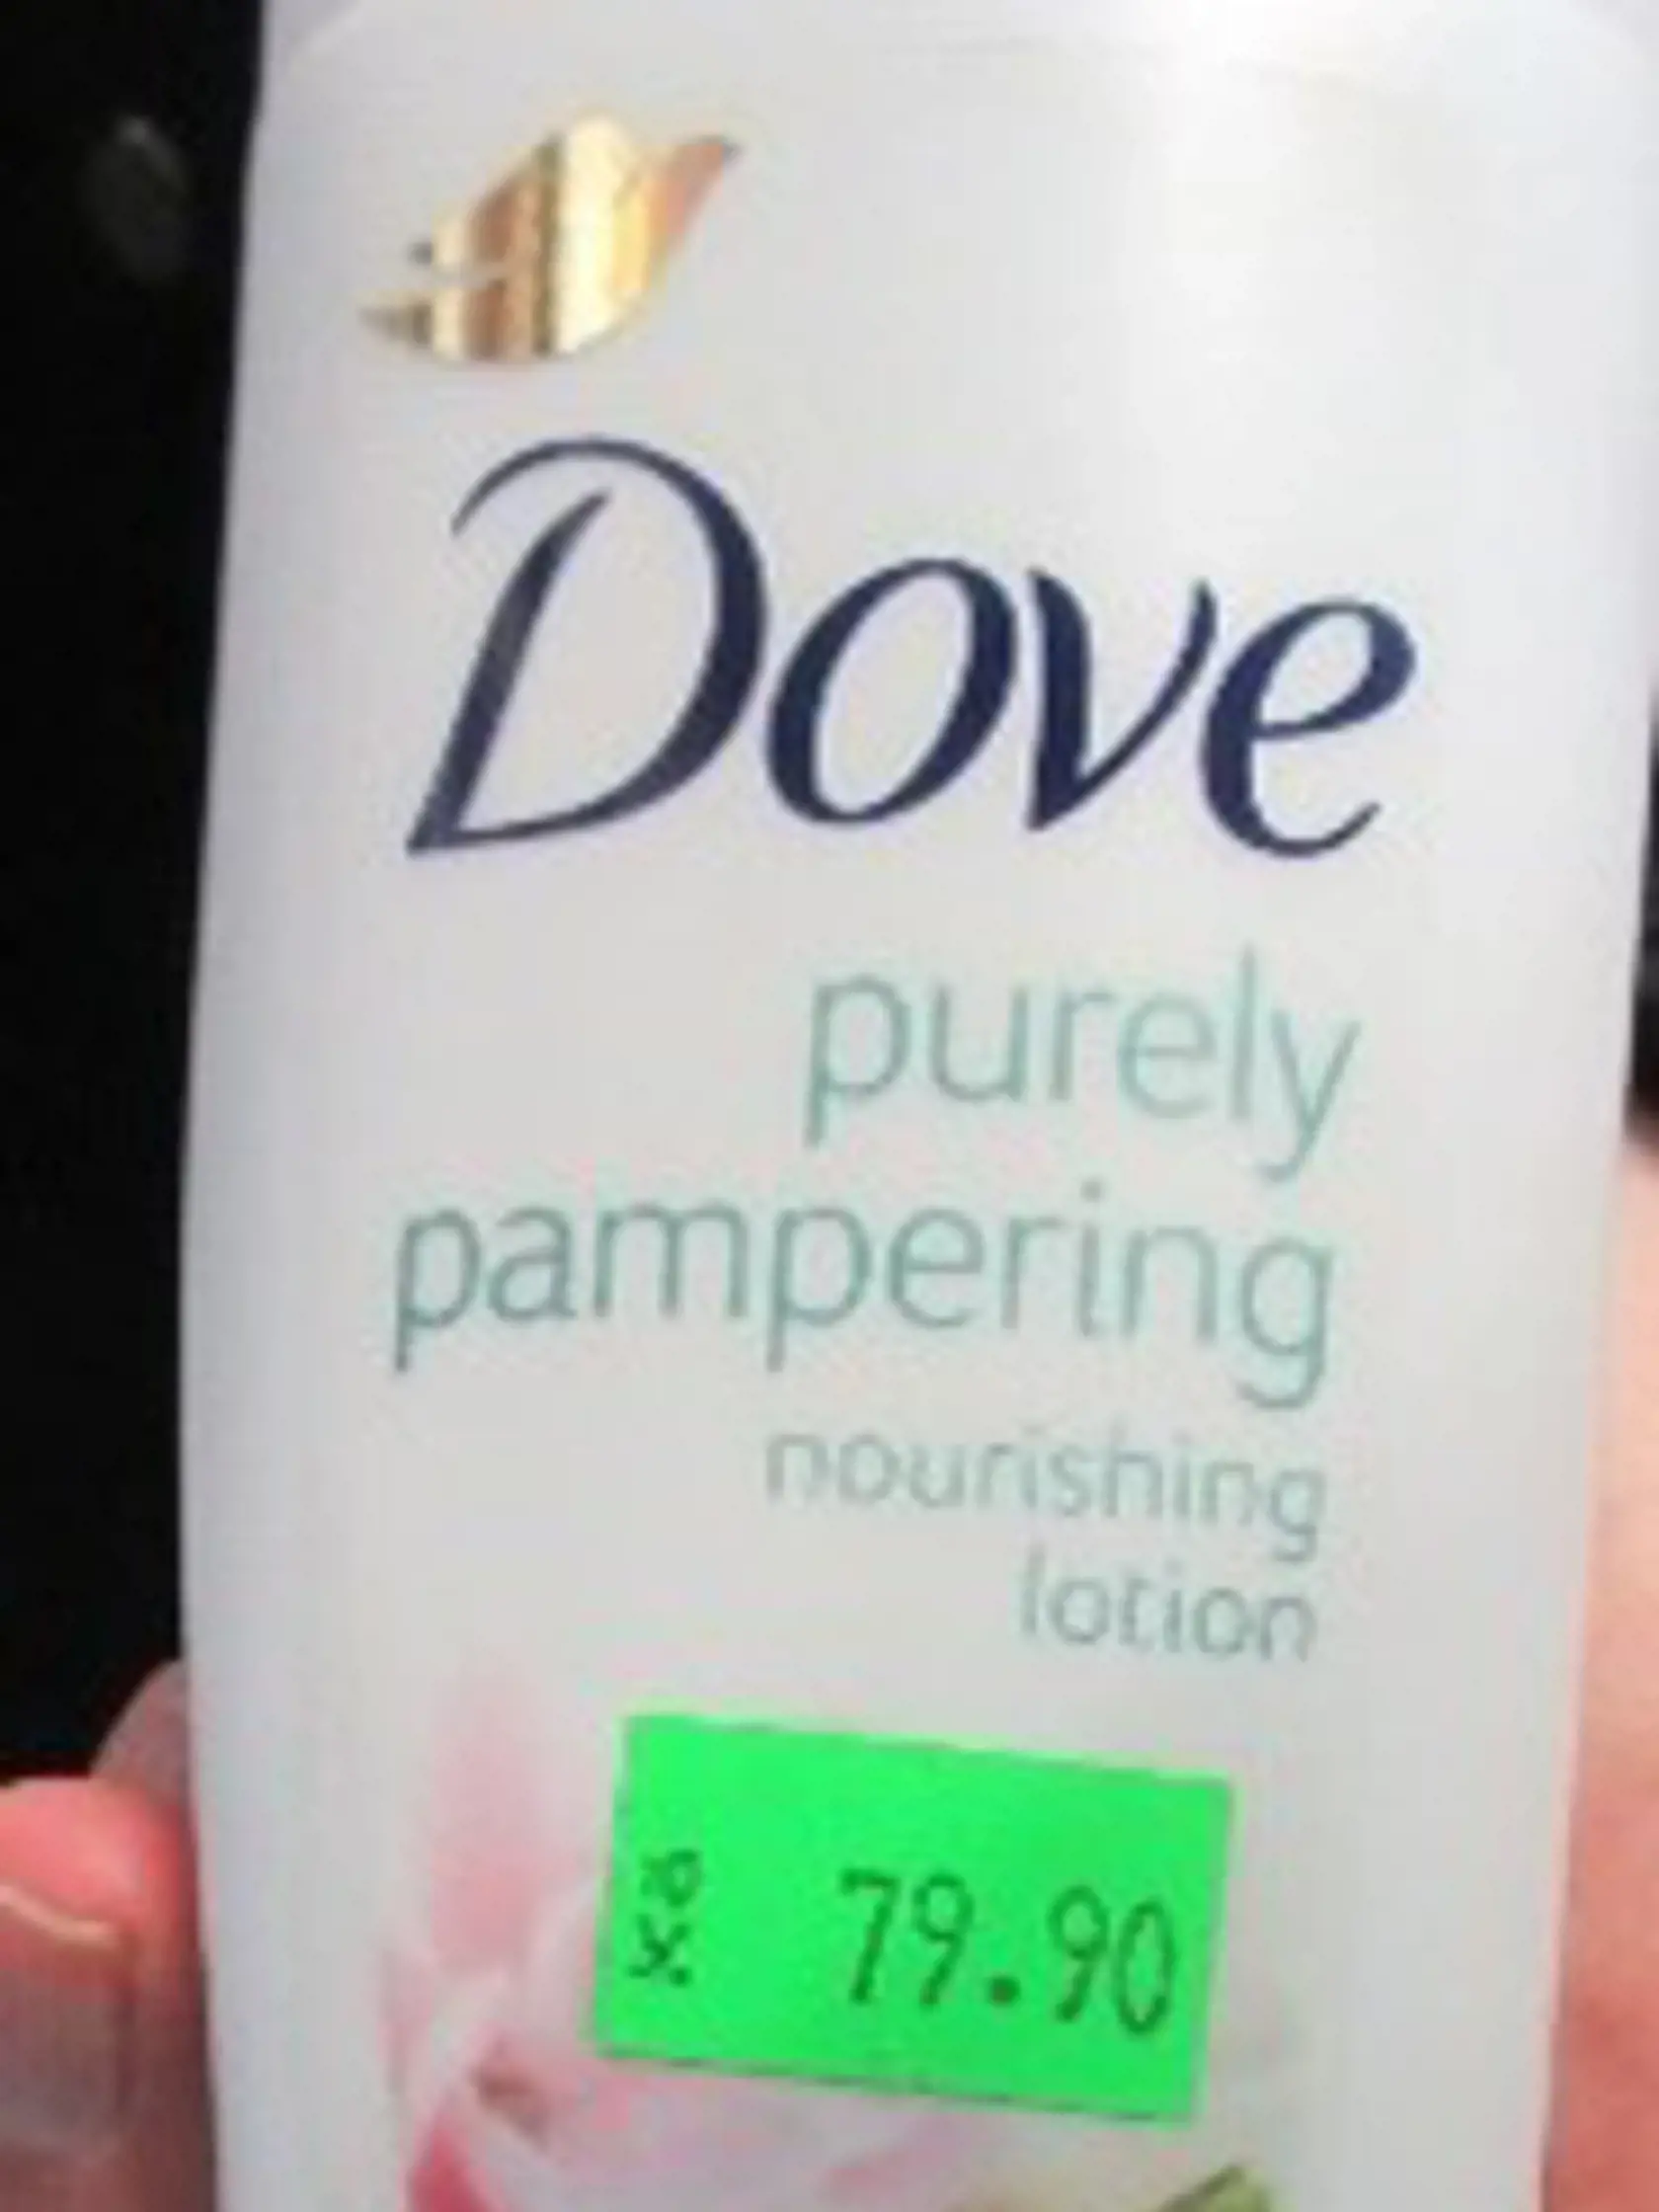 Dove
purely
pampering
nourishing
lotion
79.90